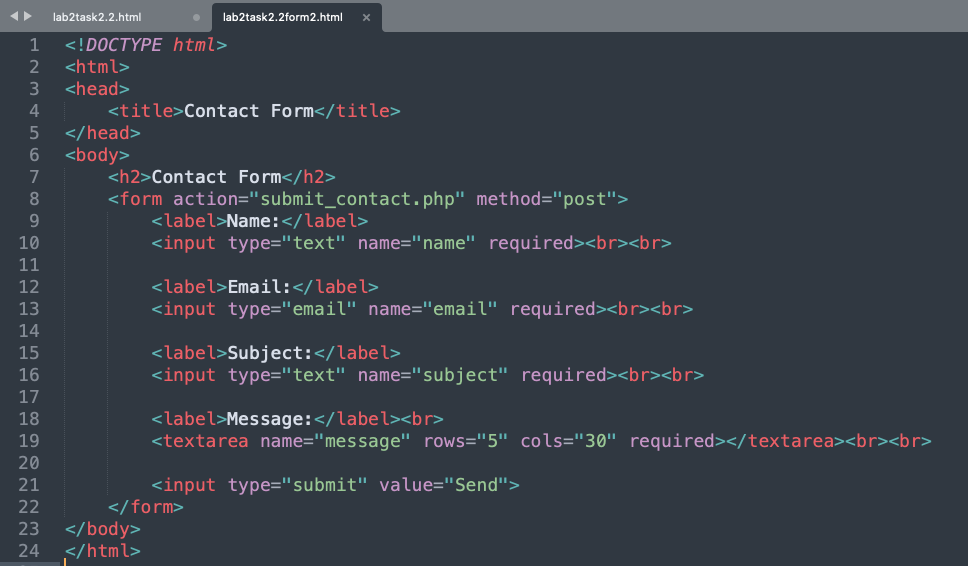 lab2task2.2.html
lab2task2.2form2.html
1 <!DOCTYPE html>
2 <html>
3 <head>
4     <title>Contact Form</title>
5 </head>
6 <body>
7     <h2>Contact Form</h2>
8     <form action="submit_contact.php" method="post">
9         <label>Name:</label>
10         <input type="text" name="name" required><br><br>
11
12         <label>Email:</label>
13         <input type="email" name="email" required><br><br>
14
15         <label>Subject:</label>
16         <input type="text" name="subject" required><br><br>
17
18         <label>Message:</label><br>
19         <textarea name="message" rows="5" cols="30" required></textarea><br><br>
20
21         <input type="submit" value="Send">
22     </form>
23 </body>
24 </html>